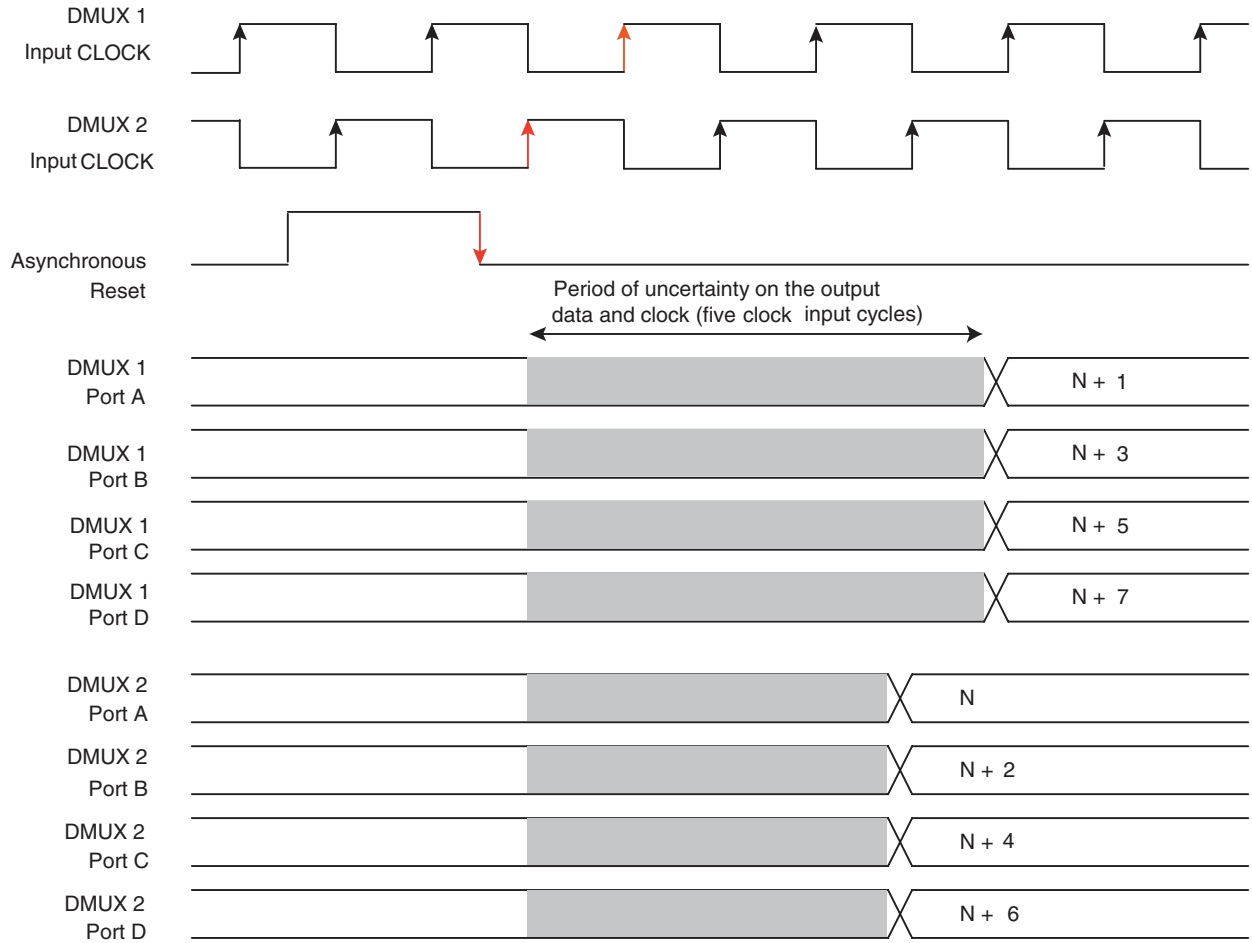 DMUX 1
Input CLOCK
DMUX 2
Input CLOCK
Asynchronous
Reset
Period of uncertainty on the output
data and clock (five clock input cycles)
DMUX 1
Port A
N + 1
DMUX 1
Port B
N + 3
DMUX 1
Port C
N + 5
DMUX 1
Port D
N + 7
DMUX 2
Port A
N
DMUX 2
Port B
N + 2
DMUX 2
Port C
N + 4
DMUX 2
Port D
N + 6